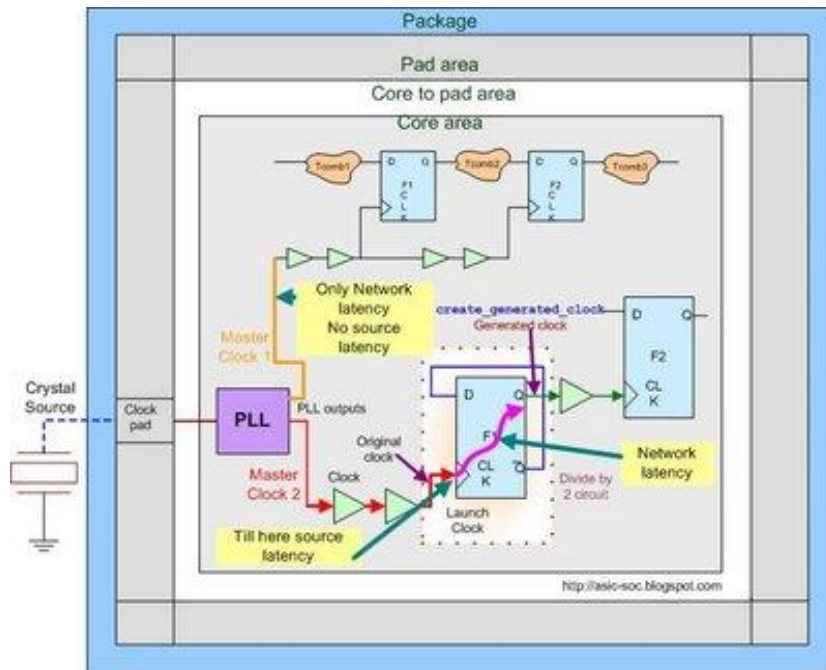 Package
Pad area
Core to pad area
Core area
Tcomb1
D
Q
F1
C
L
K
Tcomb2
D
Q
F2
C
L
K
Tcomb3
Only Network
latency
No source
latency
Master
Clock 1
create_generated_clock
Generated clock
D
Q
F2
CL
K
Crystal
Source
Clock
pad
PLL
PLL outputs
Original
clock
D
Q
F1
CL
K
Q
Network
latency
Master
Clock 2
Clock
Divide by
2 circuit
Launch
Clock
Till here source
latency
http://asic-soc.blogspot.com